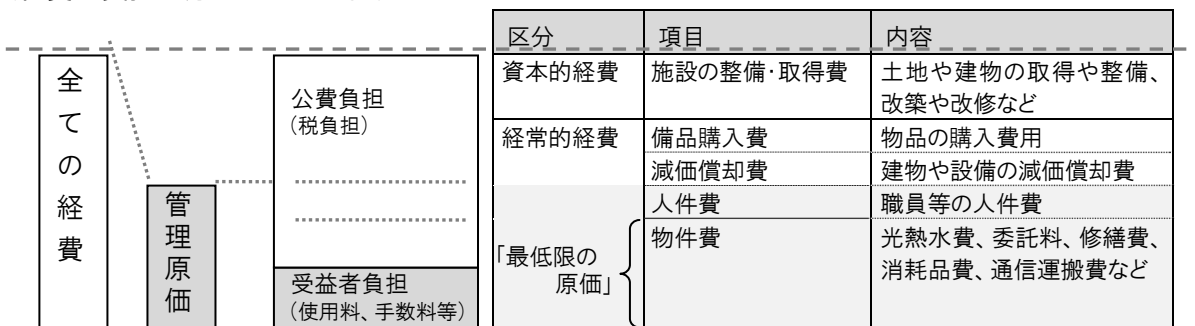 全ての経費
管理原価
公費負担
（税負担）
受益者負担
（使用料、手数料等）
区分 項目 内容
資本的経費 施設の整備・取得費 土地や建物の取得や整備、
改築や改修など
経常的経費 備品購入費 物品の購入費用
減価償却費 建物や設備の減価償却費
人件費 職員等の人件費
「最低限の
原価」
物件費 光熱水費、委託料、修繕費、
消耗品費、通信運搬費など